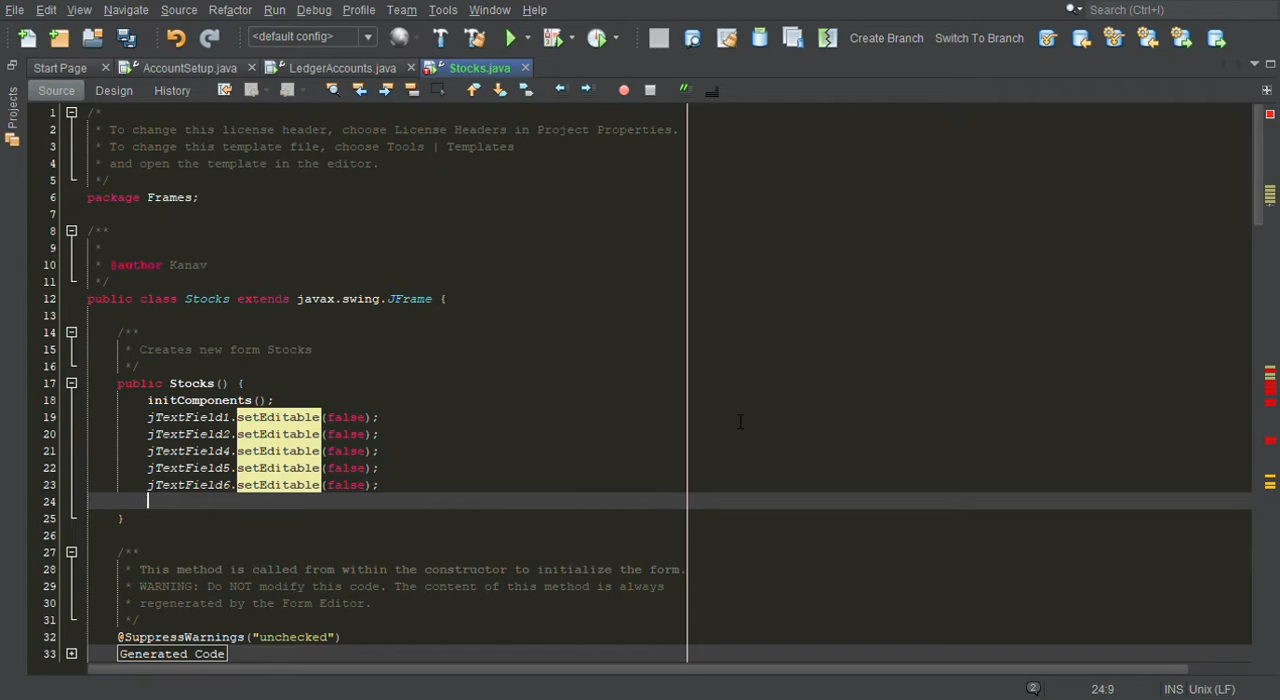 File Edit View Navigate Source Refactor Run Debug Profile Team Tools Window Help Search (Ctrl+I)
<default config> Create Branch Switch To Branch
Start Page AccountSetup.java LedgerAccounts.java Stocks.java
Source Design History
Projects
1 /*
2 * To change this license header, choose License Headers in Project Properties.
3 * To change this template file, choose Tools | Templates
4 * and open the template in the editor.
5 */
6 package Frames;
7
8 /**
9 *
10 * @author Kanav
11 */
12 public class Stocks extends javax.swing.JFrame {
13
14 /**
15 * Creates new form Stocks
16 */
17 public Stocks() {
18 initComponents();
19 jTextField1.setEditable(false);
20 jTextField2.setEditable(false);
21 jTextField4.setEditable(false);
22 jTextField5.setEditable(false);
23 jTextField6.setEditable(false);
24
25 }
26
27 /**
28 * This method is called from within the constructor to initialize the form.
29 * WARNING: Do NOT modify this code. The content of this method is always
30 * regenerated by the Form Editor.
31 */
32 @SuppressWarnings("unchecked")
33 Generated Code
2 24:9 INS Unix (LF)